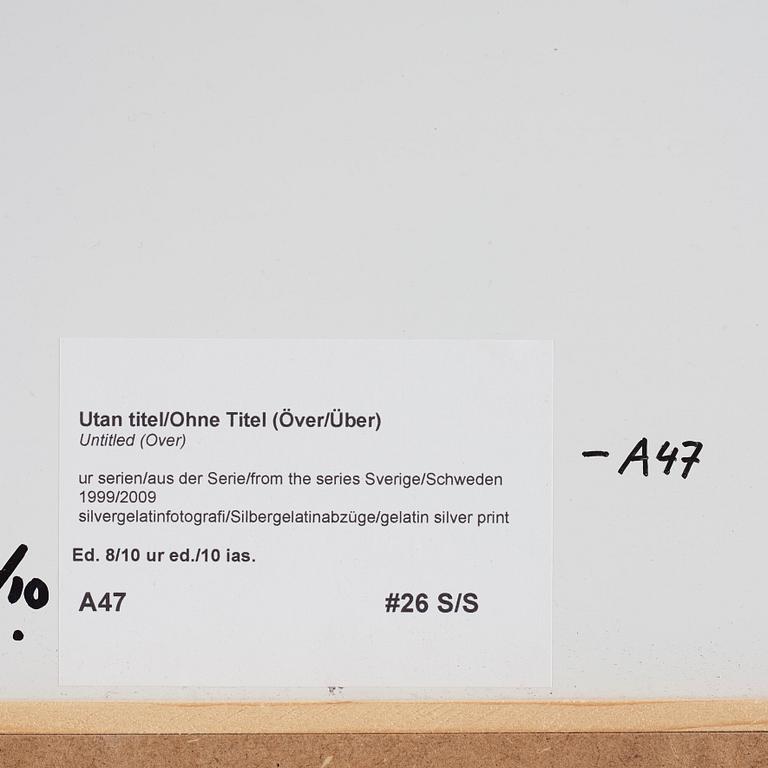 Utan titel/Ohne Titel (Över/Über)
Untitled (Over)
ur serien/aus der Serie/from the series Sverige/Schweden
1999/2009
silvergelatinfotografi/Silbergelatinabzüge/gelatin silver print
Ed. 8/10 ur ed./10 ias.
A47 #26 S/S
– A47
/10